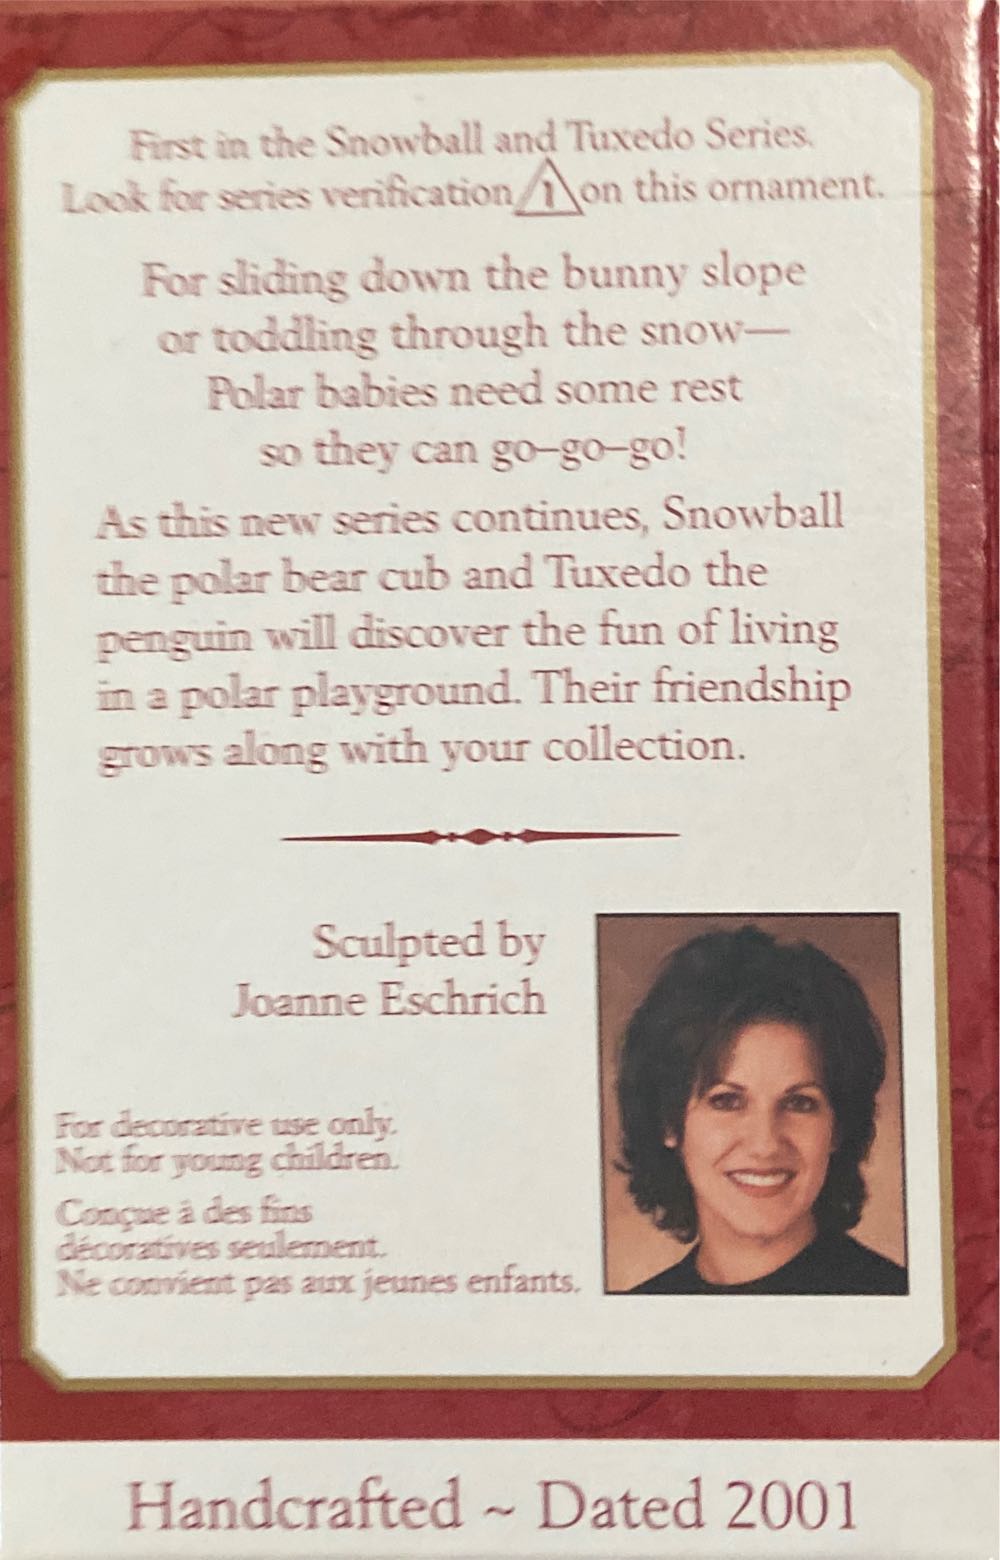 First in the Snowball and Tuxedo Series.
Look for series verification 1 on this ornament.
For sliding down the bunny slope
or toddling through the snow—
Polar babies need some rest
so they can go–go–go!
As this new series continues, Snowball
the polar bear cub and Tuxedo the
penguin will discover the fun of living
in a polar playground. Their friendship
grows along with your collection.
Sculpted by
Joanne Eschrich
For decorative use only.
Not for young children.
Conçue à des fins
décoratives seulement.
Ne convient pas aux jeunes enfants.
Handcrafted ~ Dated 2001